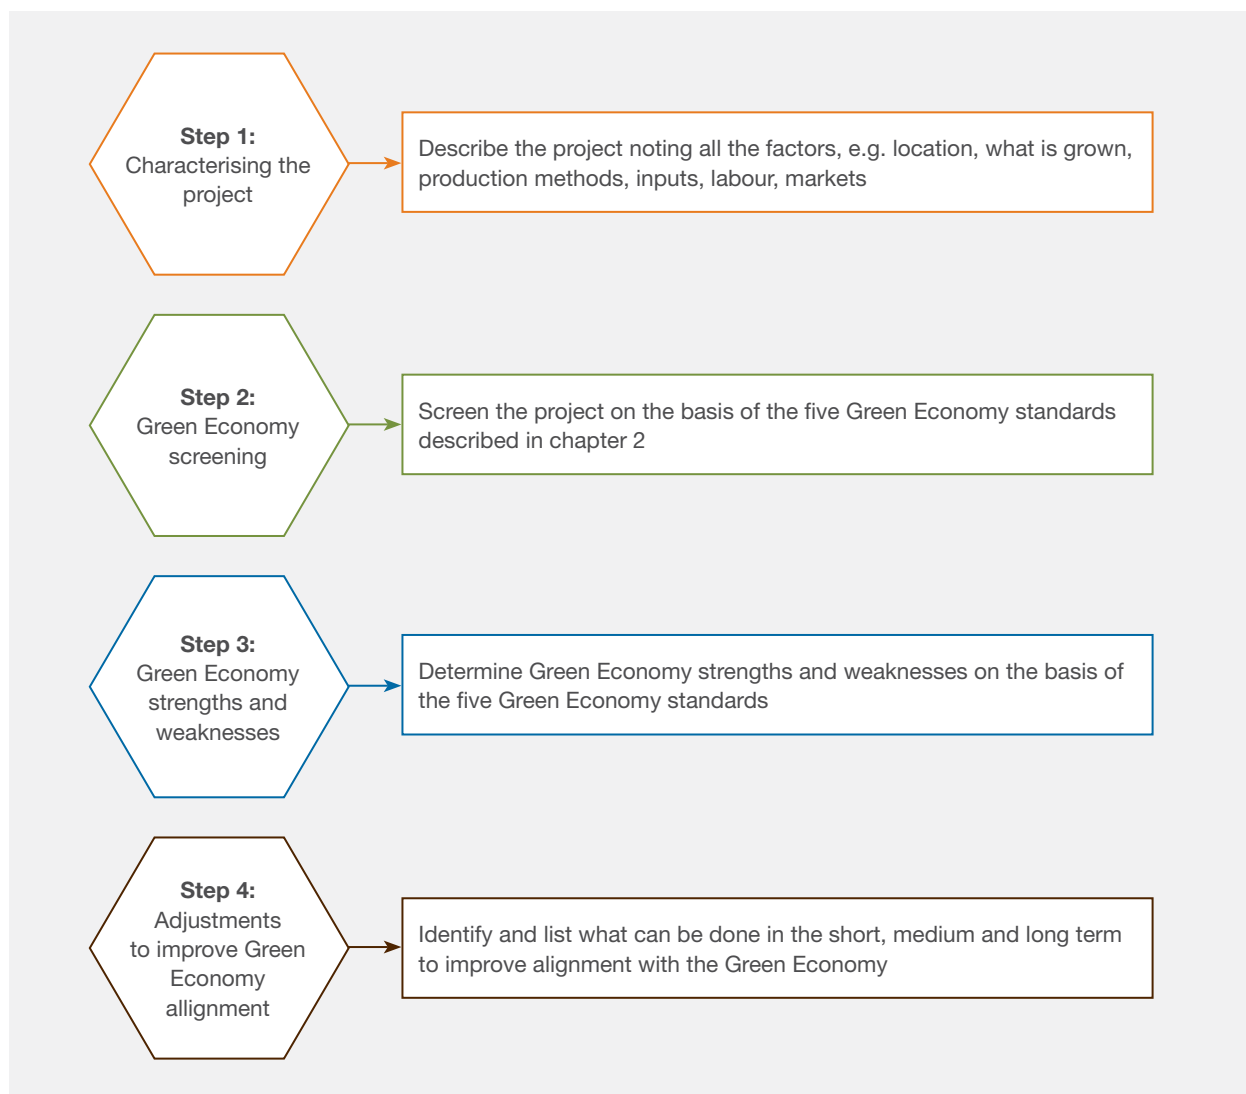 Step 1:
Characterising the
project
Describe the project noting all the factors, e.g. location, what is grown,
production methods, inputs, labour, markets
Step 2:
Green Economy
screening
Screen the project on the basis of the five Green Economy standards
described in chapter 2
Step 3:
Green Economy
strengths and
weaknesses
Determine Green Economy strengths and weaknesses on the basis of
the five Green Economy standards
Step 4:
Adjustments
to improve Green
Economy
allignment
Identify and list what can be done in the short, medium and long term
to improve alignment with the Green Economy